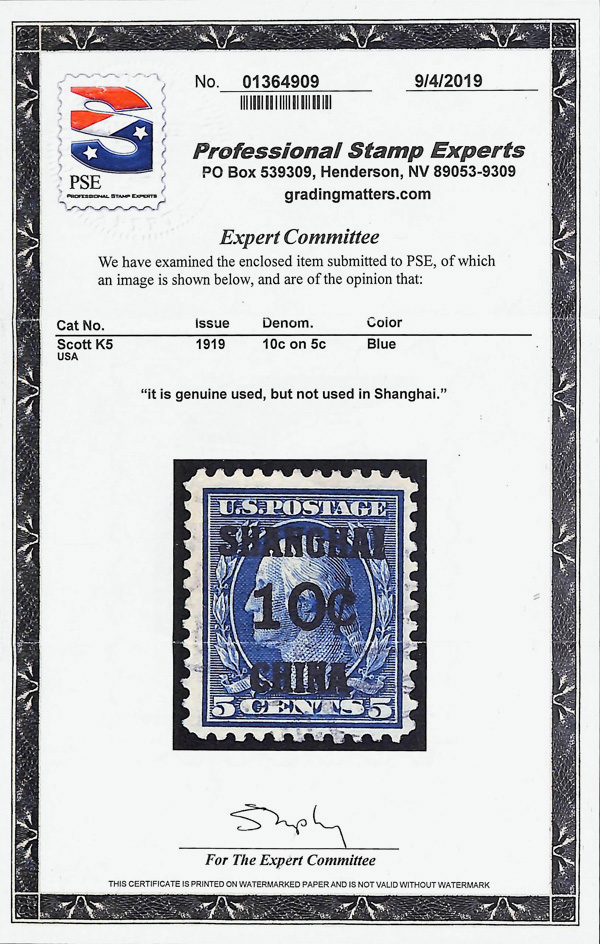 No. 01364909 9/4/2019
PSE
PROFESSIONAL STAMP EXPERTS
Professional Stamp Experts
PO Box 539309, Henderson, NV 89053-9309
gradingmatters.com
Expert Committee
We have examined the enclosed item submitted to PSE, of which
an image is shown below, and are of the opinion that:
Cat No. Issue Denom. Color
Scott K5 1919 10c on 5c Blue
USA
“it is genuine used, but not used in Shanghai.”
U.S. POSTAGE
SHANGHAI
10¢
CHINA
5 CENTS 5
For The Expert Committee
THIS CERTIFICATE IS PRINTED ON WATERMARKED PAPER AND IS NOT VALID WITHOUT WATERMARK